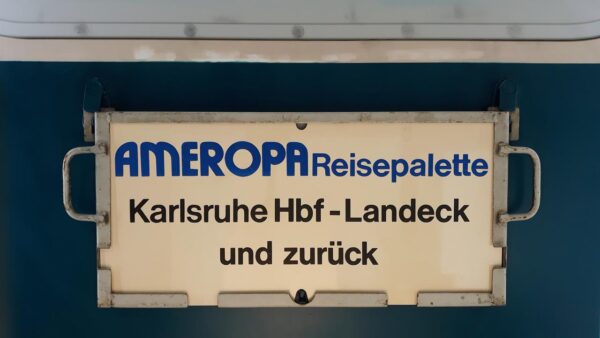 AMEROPA Reisepalette
Karlsruhe Hbf - Landeck
und zurück